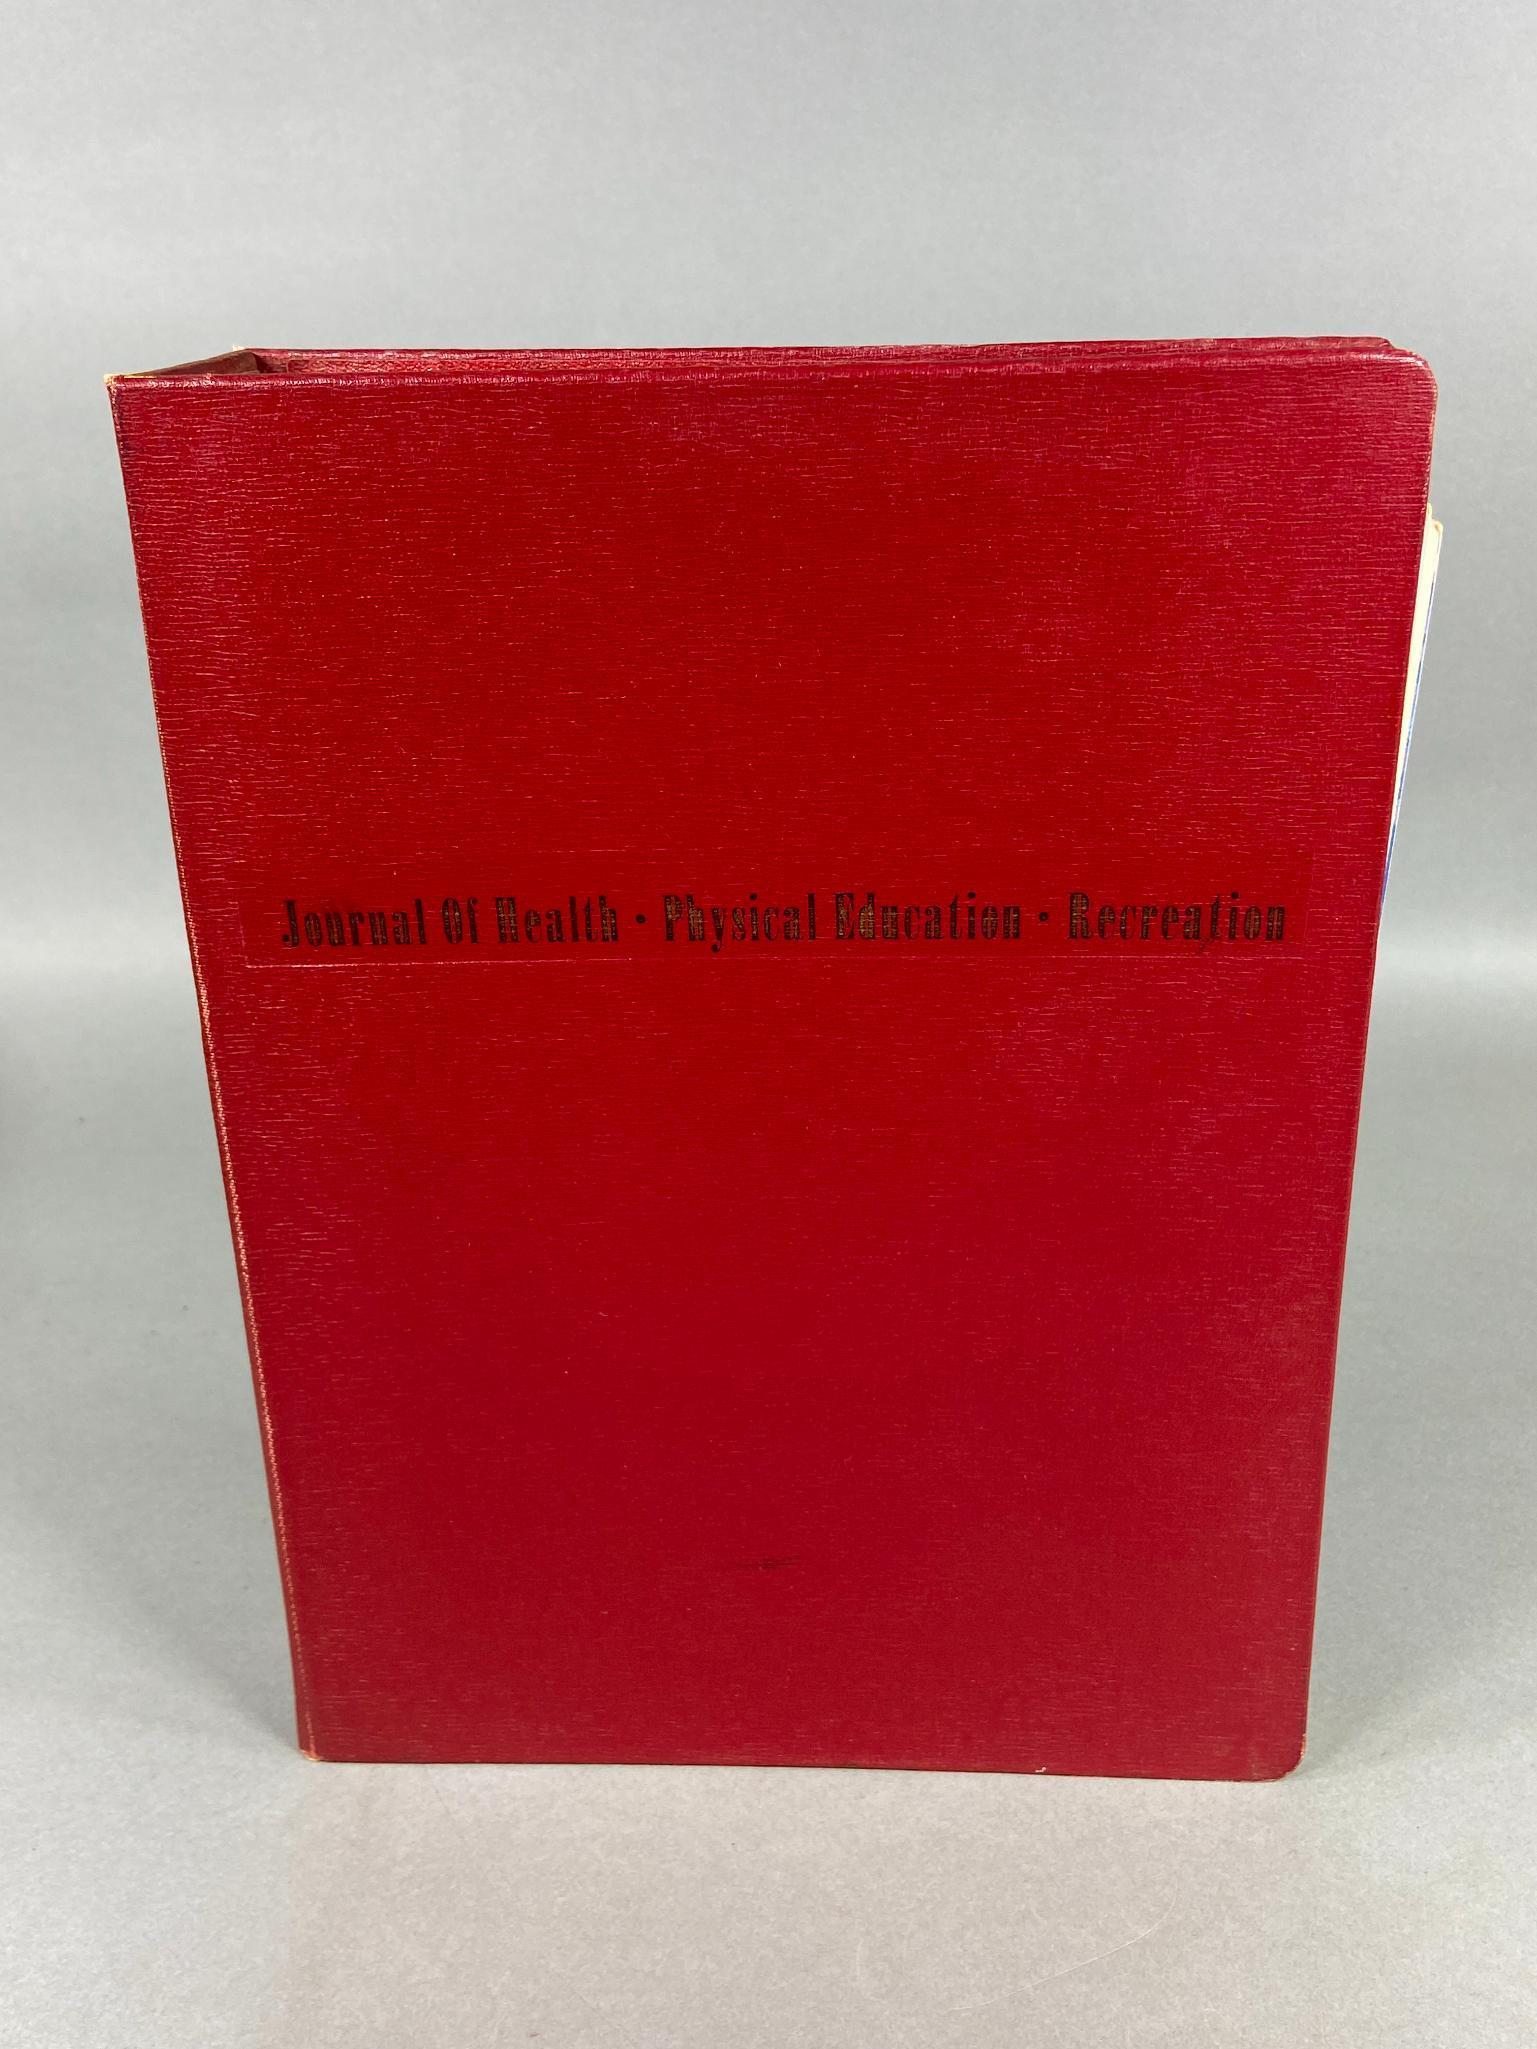 Journal Of Health • Physical Education • Recreation